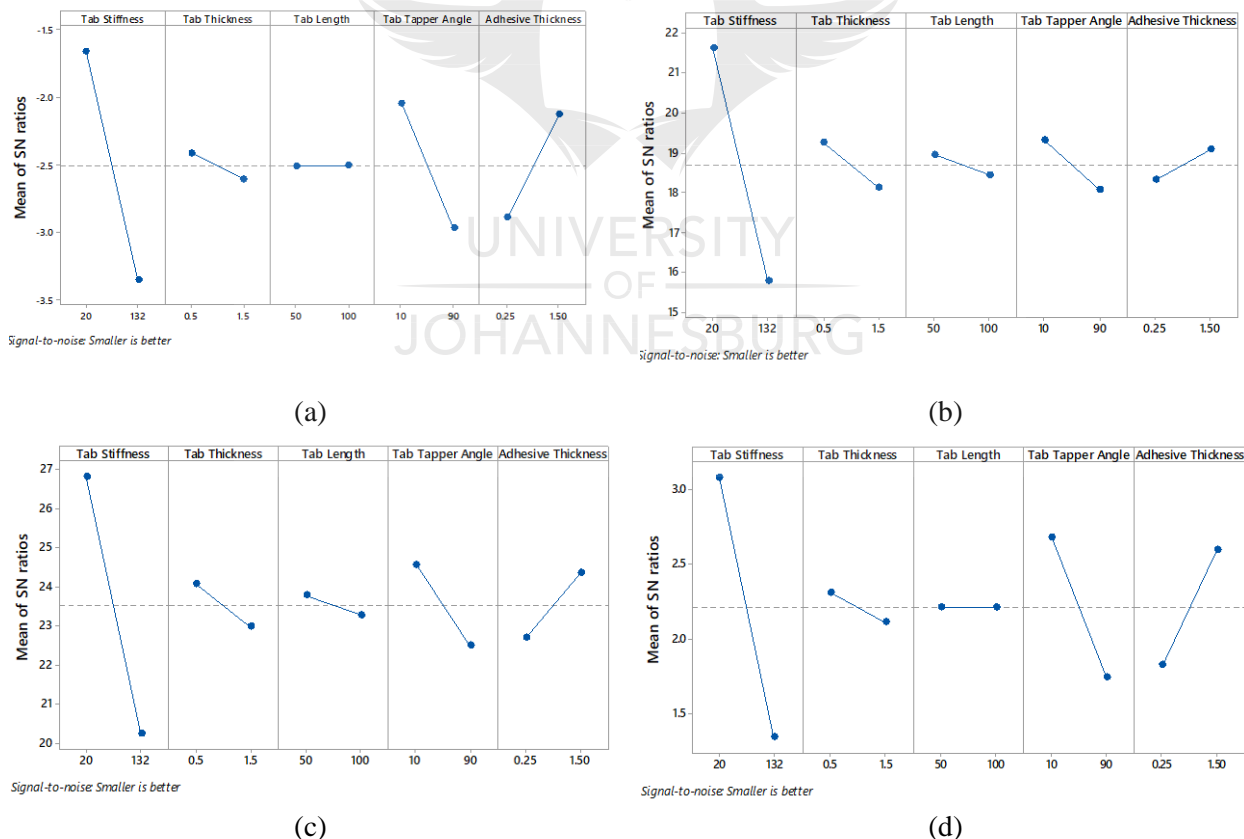 Tab Stiffness Tab Thickness Tab Length Tab Tapper Angle Adhesive Thickness
-1.5
-2.0
-2.5
-3.0
-3.5
Mean of SN ratios
20 132 0.5 1.5 50 100 10 90 0.25 1.50
Signal-to-noise: Smaller is better
(a)
Tab Stiffness Tab Thickness Tab Length Tab Tapper Angle Adhesive Thickness
22
21
20
19
18
17
16
15
Mean of SN ratios
20 132 0.5 1.5 50 100 10 90 0.25 1.50
Signal-to-noise: Smaller is better
(b)
UNIVERSITY
OF
JOHANNESBURG
Tab Stiffness Tab Thickness Tab Length Tab Tapper Angle Adhesive Thickness
27
26
25
24
23
22
21
20
Mean of SN ratios
20 132 0.5 1.5 50 100 10 90 0.25 1.50
Signal-to-noise: Smaller is better
(c)
Tab Stiffness Tab Thickness Tab Length Tab Tapper Angle Adhesive Thickness
3.0
2.5
2.0
1.5
Mean of SN ratios
20 132 0.5 1.5 50 100 10 90 0.25 1.50
Signal-to-noise: Smaller is better
(d)